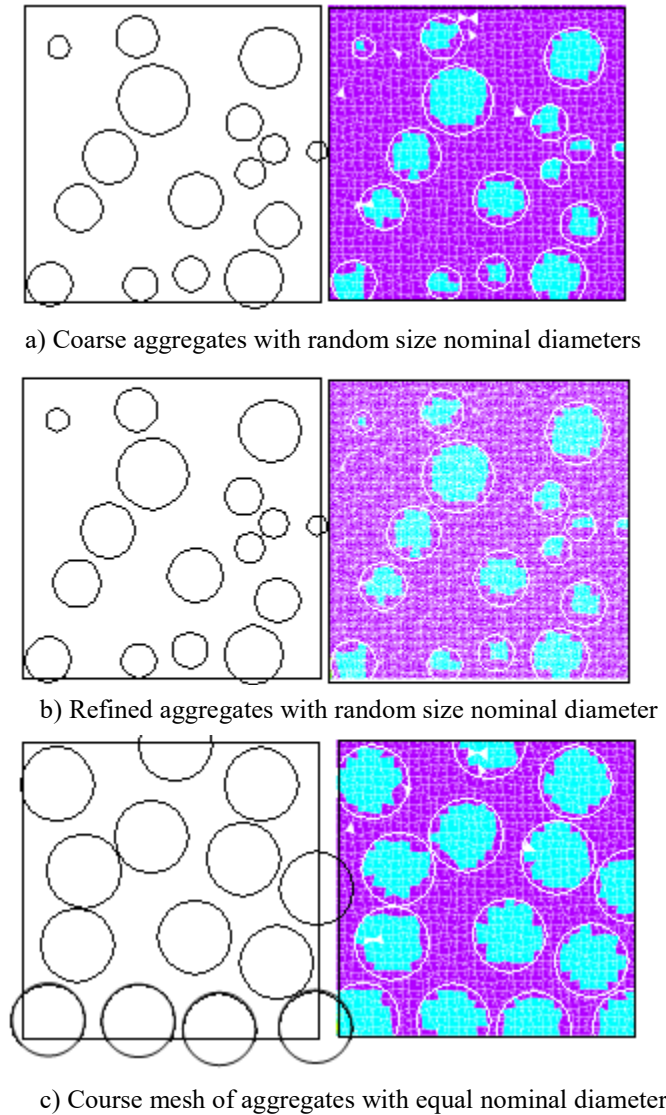 a) Coarse aggregates with random size nominal diameters
b) Refined aggregates with random size nominal diameter
c) Course mesh of aggregates with equal nominal diameter